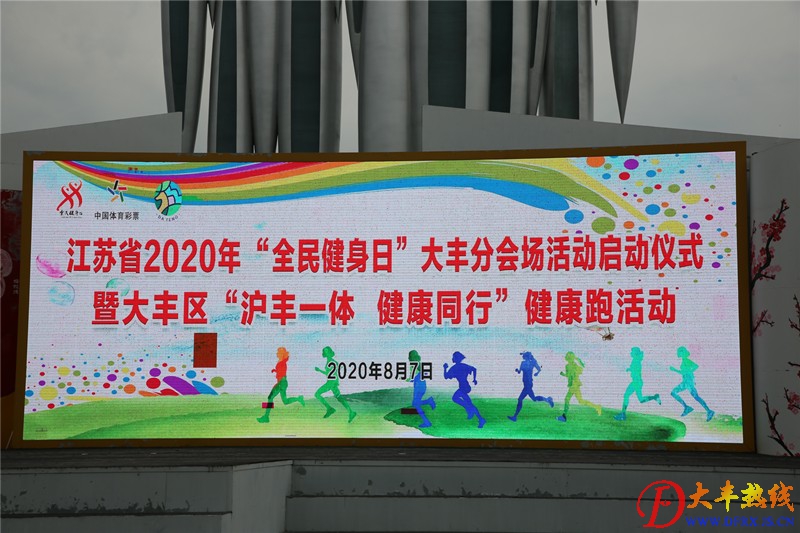 中国体育彩票
DA FENG
江苏省2020年“全民健身日”大丰分会场活动启动仪式
暨大丰区“沪丰一体 健康同行”健康跑活动
2020年8月7日
大丰热线